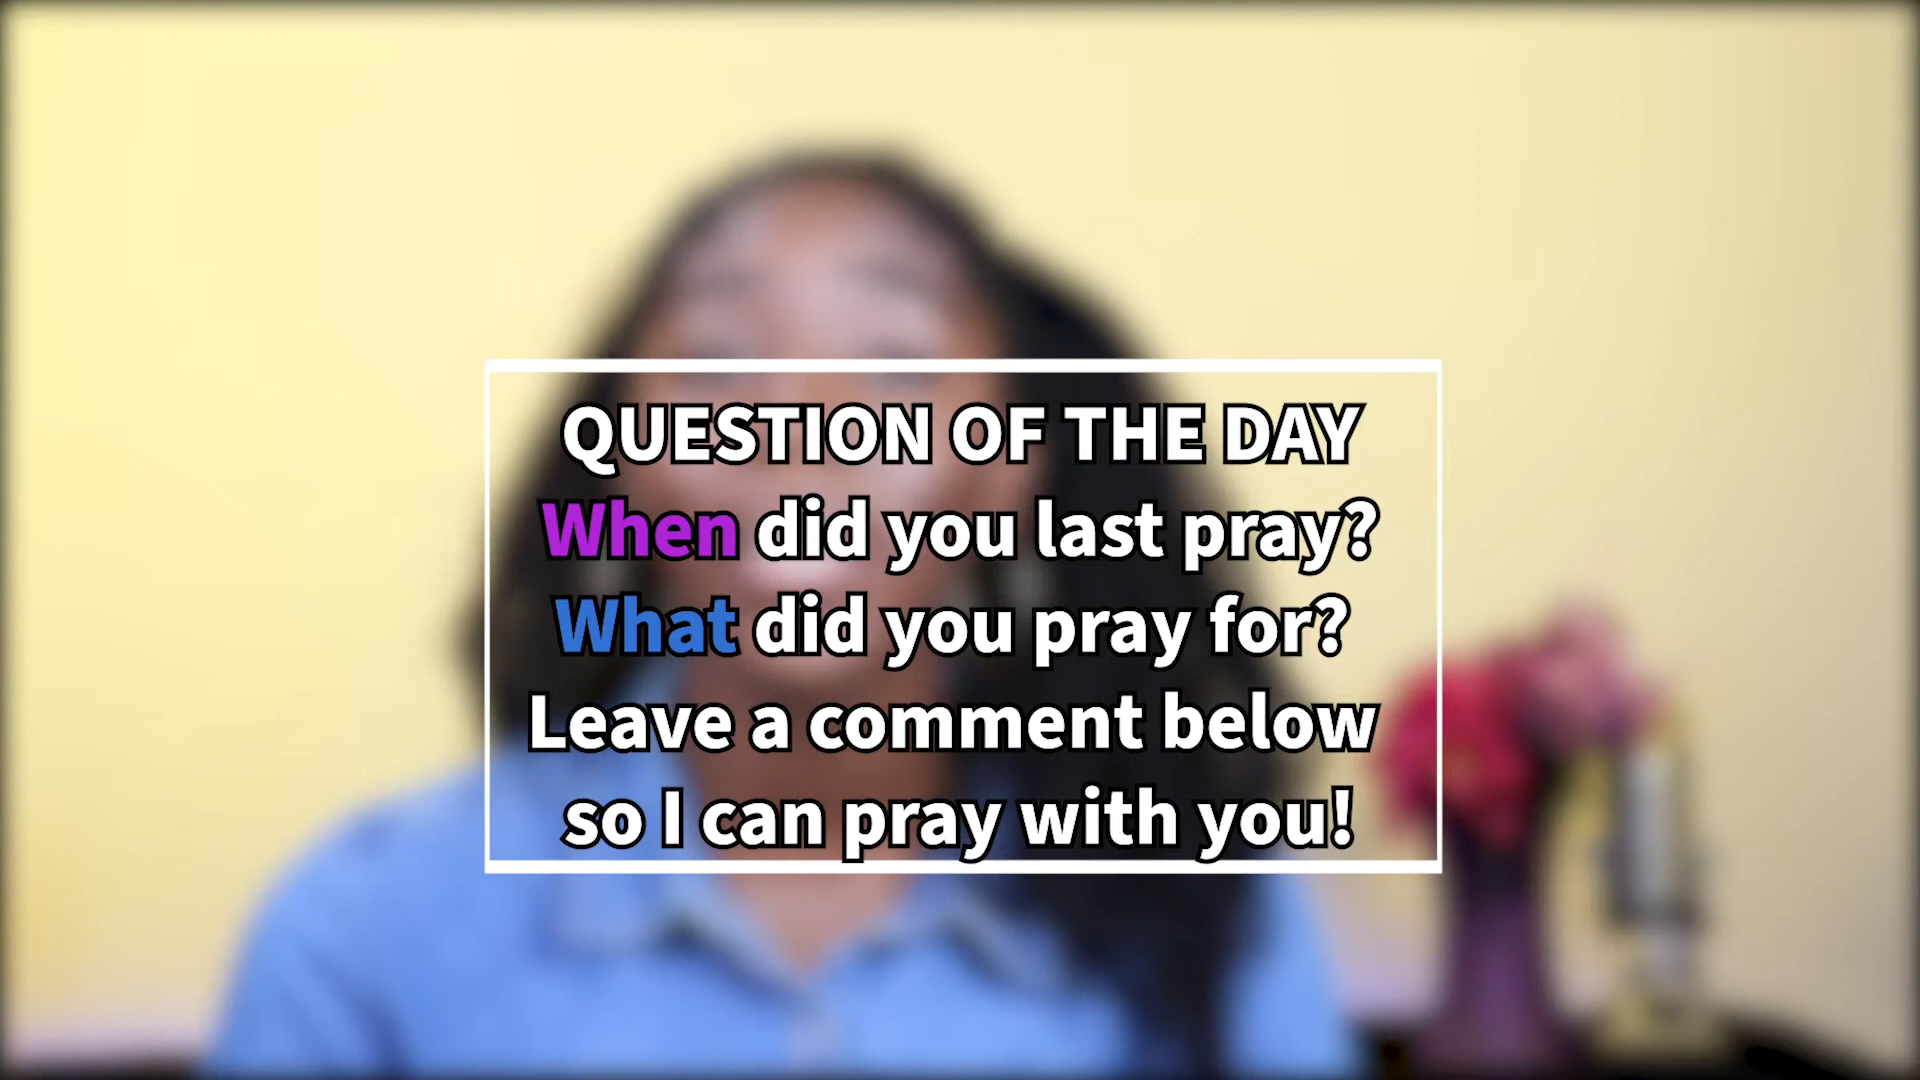 QUESTION OF THE DAY
When did you last pray?
What did you pray for?
Leave a comment below
so I can pray with you!